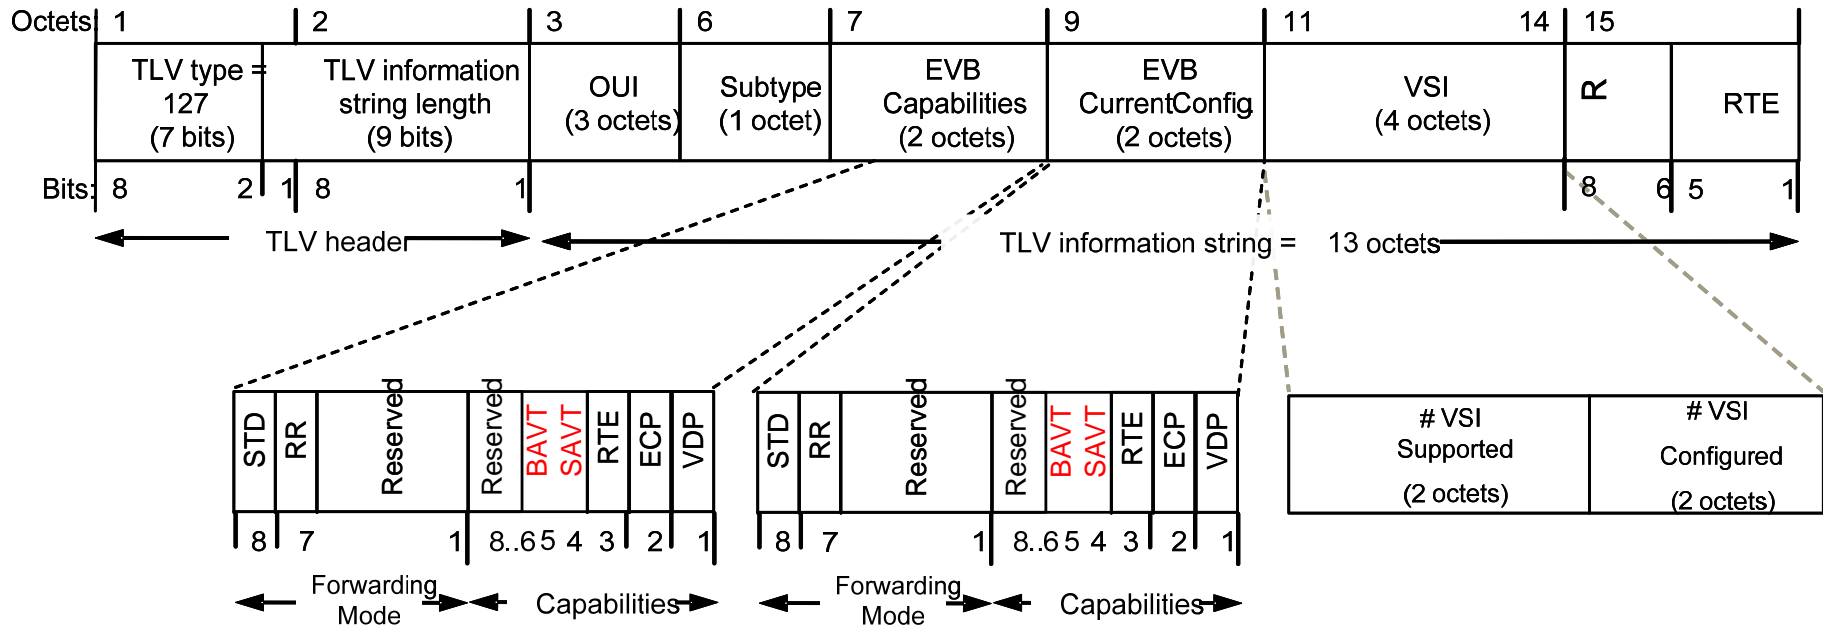 Octets: 1 2 3 6 7 9 11 14 15
TLV type =
127
(7 bits)
TLV information
string length
(9 bits)
OUI
(3 octets)
Subtype
(1 octet)
EVB
Capabilities
(2 octets)
EVB
CurrentConfig.
(2 octets)
VSI
(4 octets)
R
RTE
Bits: 8 2 1 8 1 8 6 5 1
TLV header
TLV information string = 13 octets
STD
RR
Reserved
Reserved
BAVT
SAVT
RTE
ECP
VDP
8 7 1 8..6 5 4 3 2 1
Forwarding
Mode
Capabilities
STD
RR
Reserved
Reserved
BAVT
SAVT
RTE
ECP
VDP
8 7 1 8..6 5 4 3 2 1
Forwarding
Mode
Capabilities
# VSI
Supported
(2 octets)
# VSI
Configured
(2 octets)